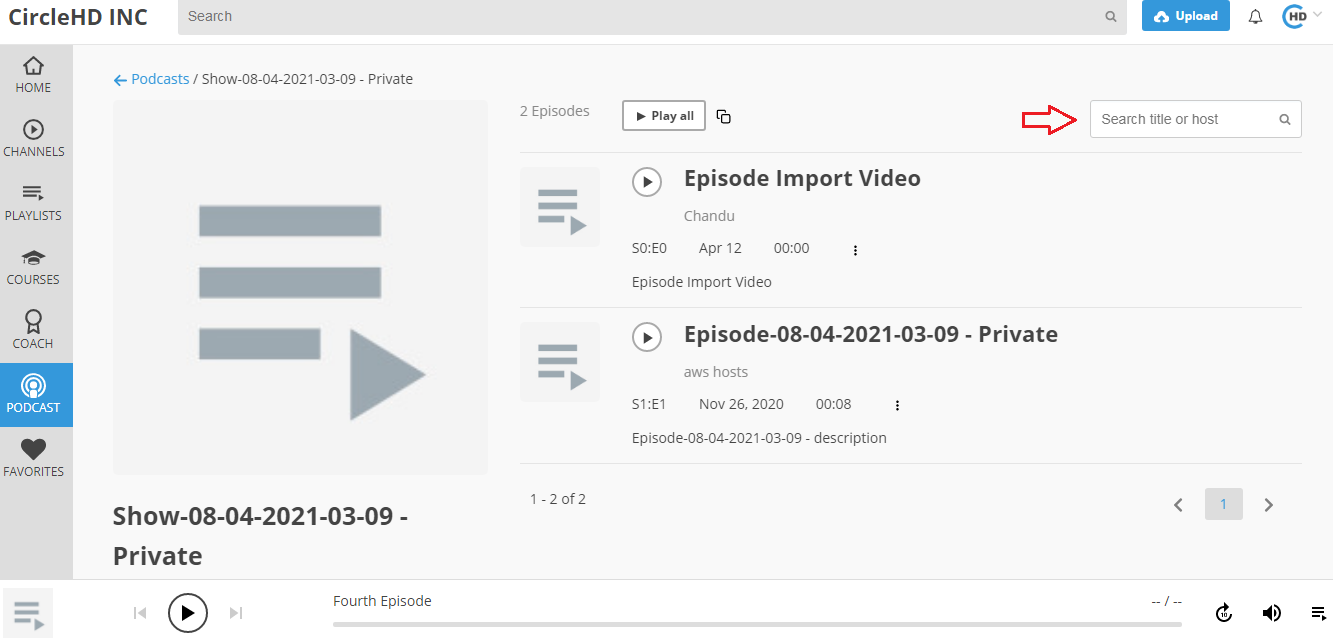 CircleHD INC
Search
Upload
HD
HOME
CHANNELS
PLAYLISTS
COURSES
COACH
PODCAST
FAVORITES
Podcasts / Show-08-04-2021-03-09 - Private
Show-08-04-2021-03-09 -
Private
2 Episodes
Play all
Search title or host
Episode Import Video
Chandu
S0:E0 Apr 12 00:00
Episode Import Video
Episode-08-04-2021-03-09 - Private
aws hosts
S1:E1 Nov 26, 2020 00:08
Episode-08-04-2021-03-09 - description
1 - 2 of 2
1
Fourth Episode
-- / --
10